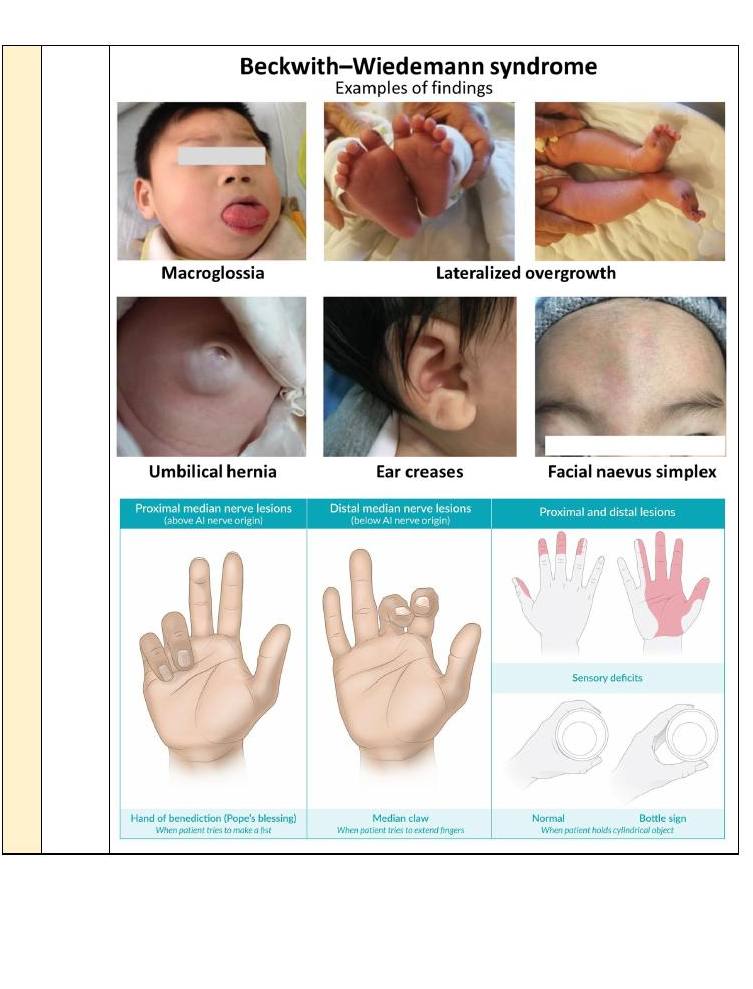 Beckwith–Wiedemann syndrome
Examples of findings
Macroglossia
Lateralized overgrowth
Umbilical hernia
Ear creases
Facial naevus simplex
Proximal median nerve lesions
(above AI nerve origin)
Distal median nerve lesions
(below AI nerve origin)
Proximal and distal lesions
Sensory deficits
Hand of benediction (Pope's blessing)
When patient tries to make a fist
Median claw
When patient tries to extend fingers
Normal
Bottle sign
When patient holds cylindrical object